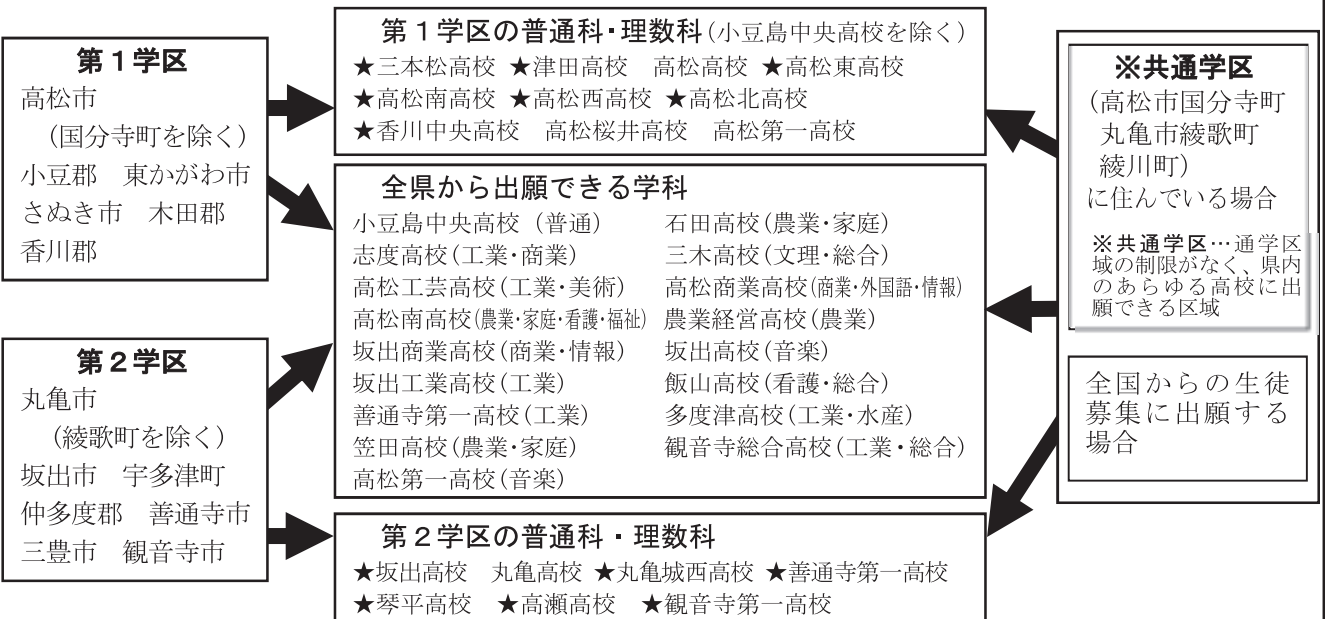 第1学区
高松市
（国分寺町を除く）
小豆郡　東かがわ市
さぬき市　木田郡
香川郡
第2学区
丸亀市
（綾歌町を除く）
坂出市　宇多津町
仲多度郡　善通寺市
三豊市　観音寺市
第1学区の普通科・理数科（小豆島中央高校を除く）
★三本松高校 ★津田高校　高松高校 ★高松東高校
★高松南高校 ★高松西高校 ★高松北高校
★香川中央高校　高松桜井高校　高松第一高校
全県から出願できる学科
小豆島中央高校（普通）　石田高校（農業・家庭）
志度高校（工業・商業）　三木高校（文理・総合）
高松工芸高校（工業・美術）　高松商業高校（商業・外国語・情報）
高松南高校（農業・家庭・看護・福祉）　農業経営高校（農業）
坂出商業高校（商業・情報）　坂出高校（音楽）
坂出工業高校（工業）　飯山高校（看護・総合）
善通寺第一高校（工業）　多度津高校（工業・水産）
笠田高校（農業・家庭）　観音寺総合高校（工業・総合）
高松第一高校（音楽）
第2学区の普通科・理数科
★坂出高校　丸亀高校 ★丸亀城西高校 ★善通寺第一高校
★琴平高校　★高瀬高校　★観音寺第一高校
※共通学区
（高松市国分寺町
丸亀市綾歌町
綾川町）
に住んでいる場合
※共通学区…通学区
域の制限がなく、県内
のあらゆる高校に出
願できる区域
全国からの生徒
募集に出願する
場合